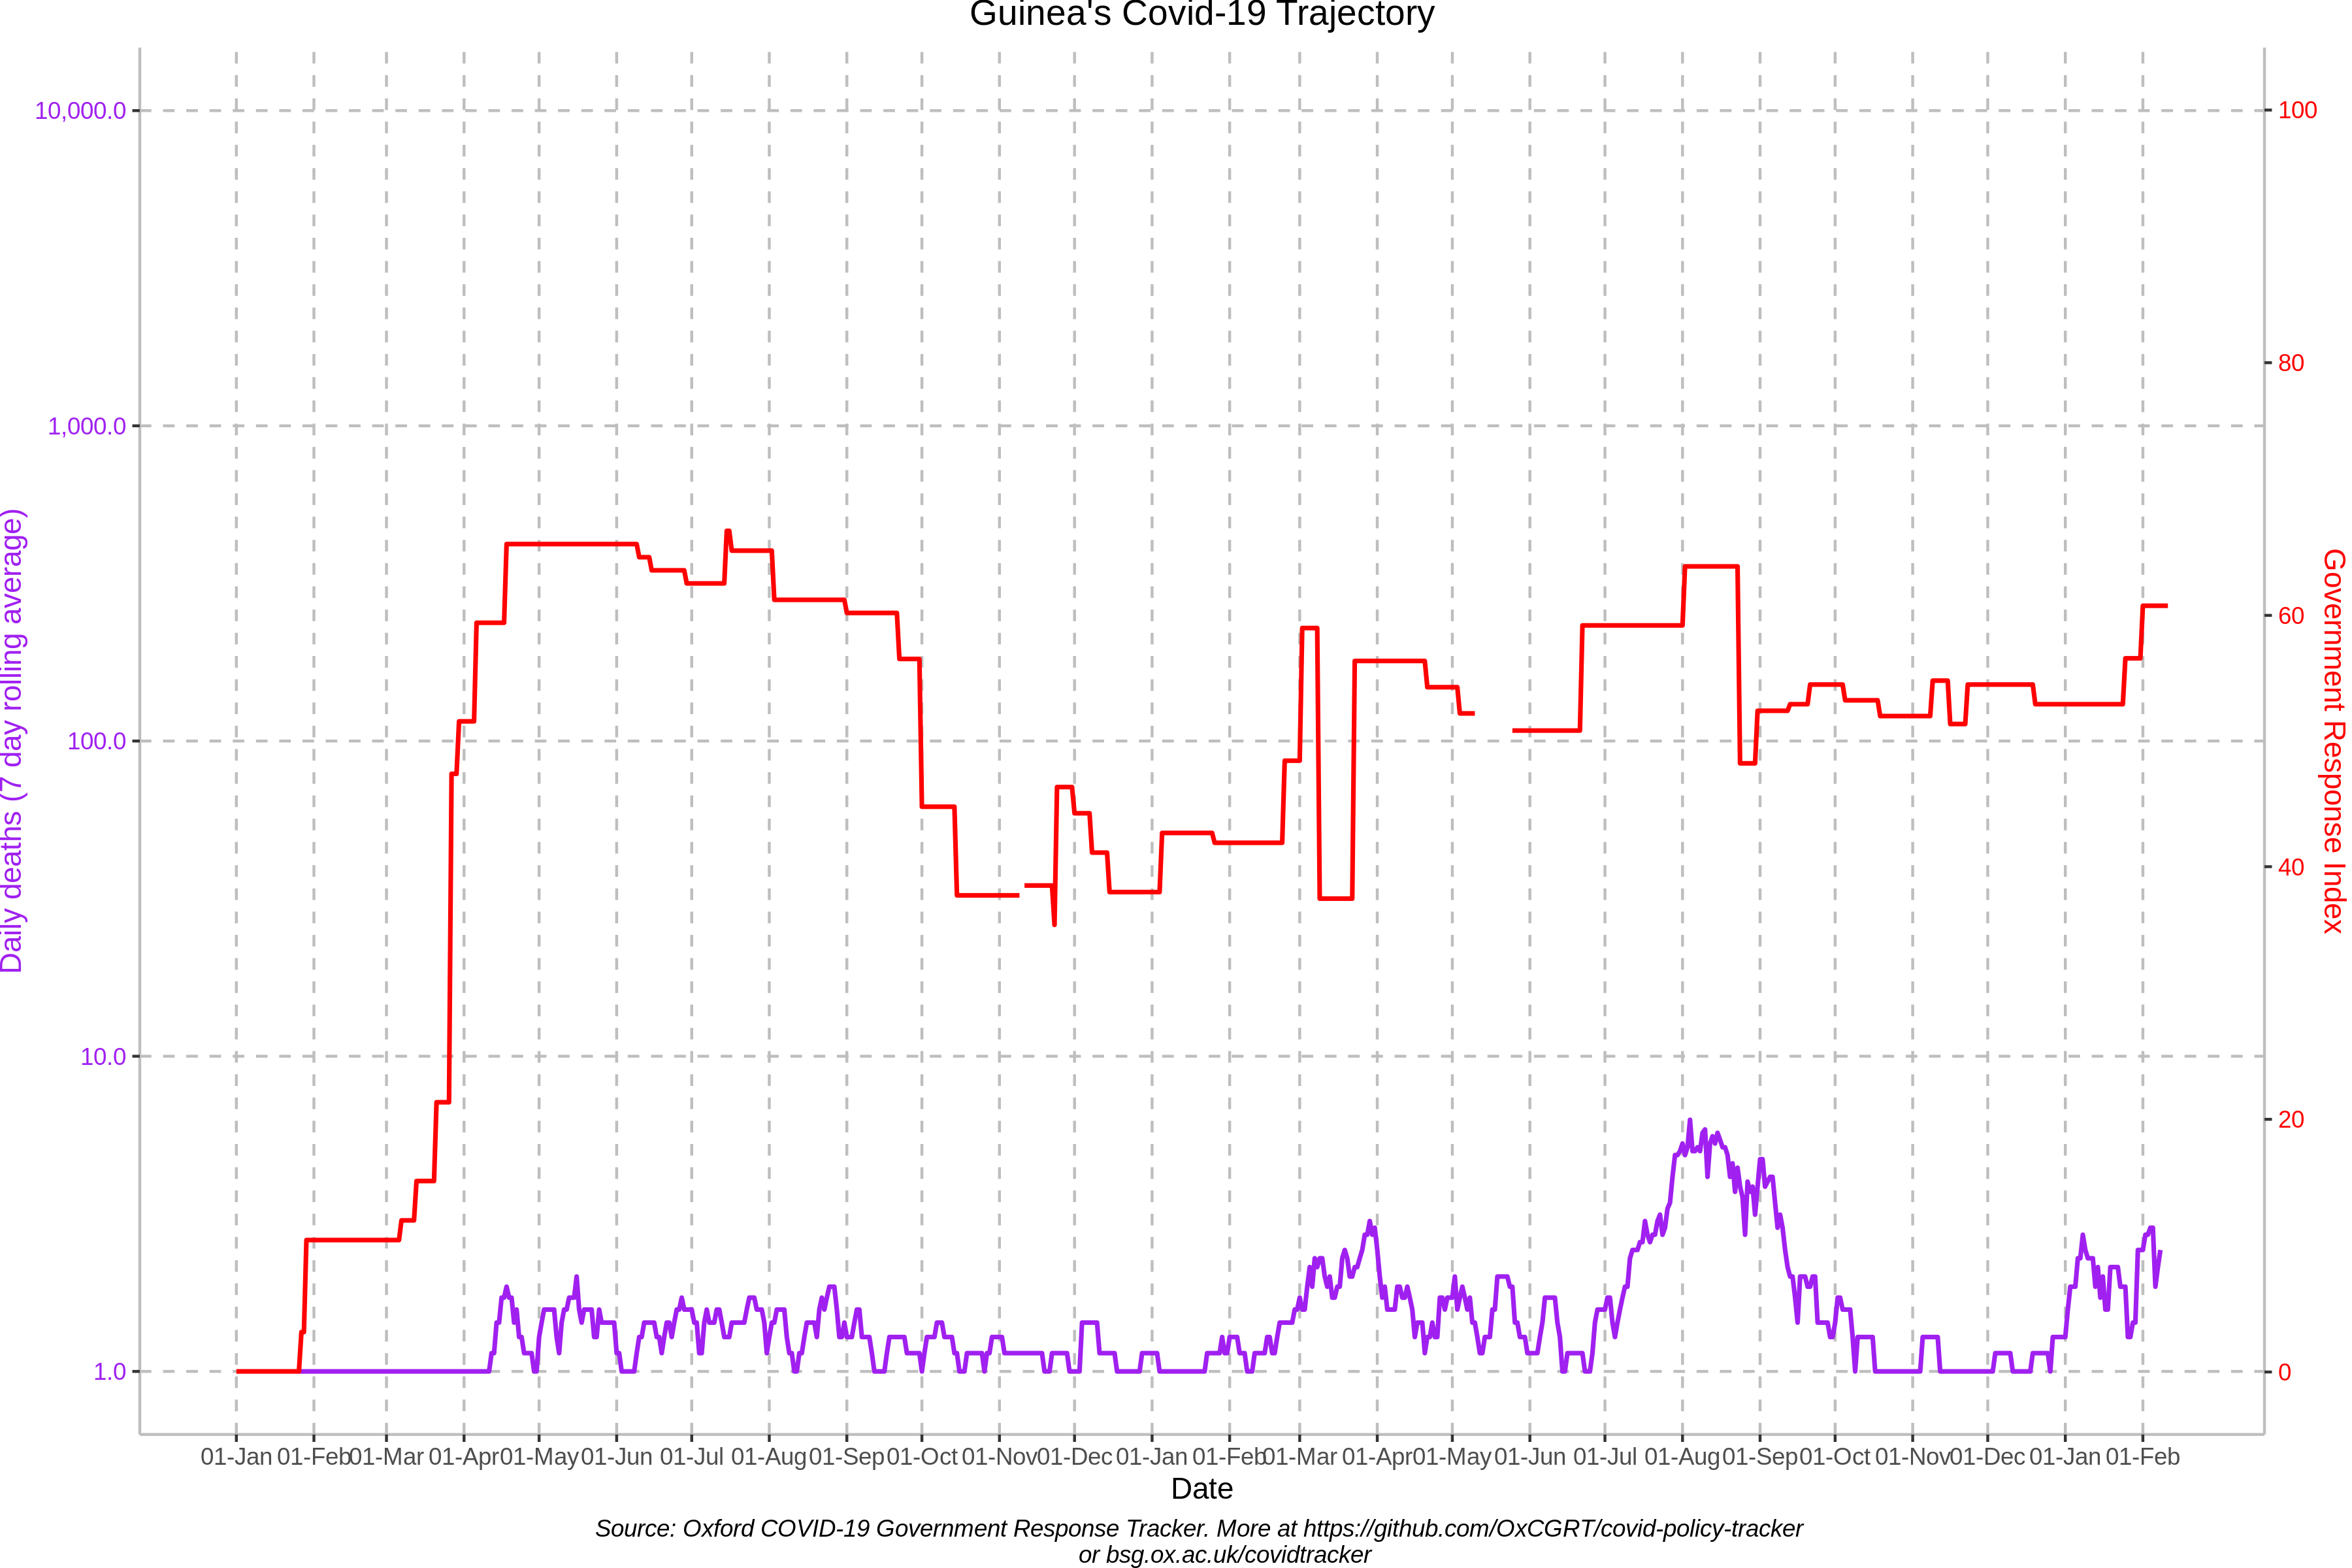 Guinea's Covid-19 Trajectory
10,000.0
1,000.0
100.0
10.0
1.0
Daily deaths (7 day rolling average)
100
80
60
40
20
0
Government Response Index
01-Jan 01-Feb 01-Mar 01-Apr 01-May 01-Jun 01-Jul 01-Aug 01-Sep 01-Oct 01-Nov 01-Dec 01-Jan 01-Feb 01-Mar 01-Apr 01-May 01-Jun 01-Jul 01-Aug 01-Sep 01-Oct 01-Nov 01-Dec 01-Jan 01-Feb
Date
Source: Oxford COVID-19 Government Response Tracker. More at https://github.com/OxCGRT/covid-policy-tracker
or bsg.ox.ac.uk/covidtracker